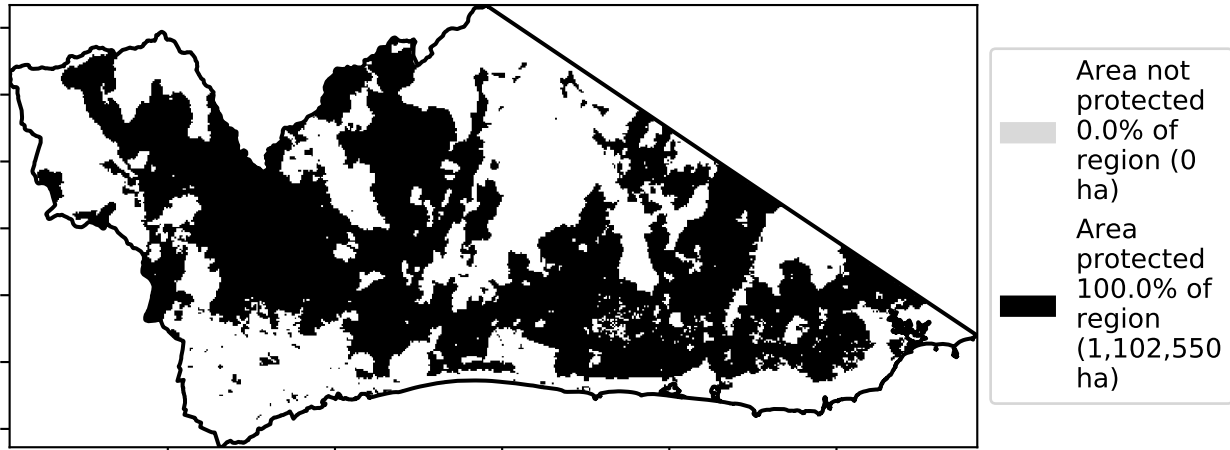 Area not
protected
0.0% of
region (0
ha)
Area
protected
100.0% of
region
(1,102,550
ha)